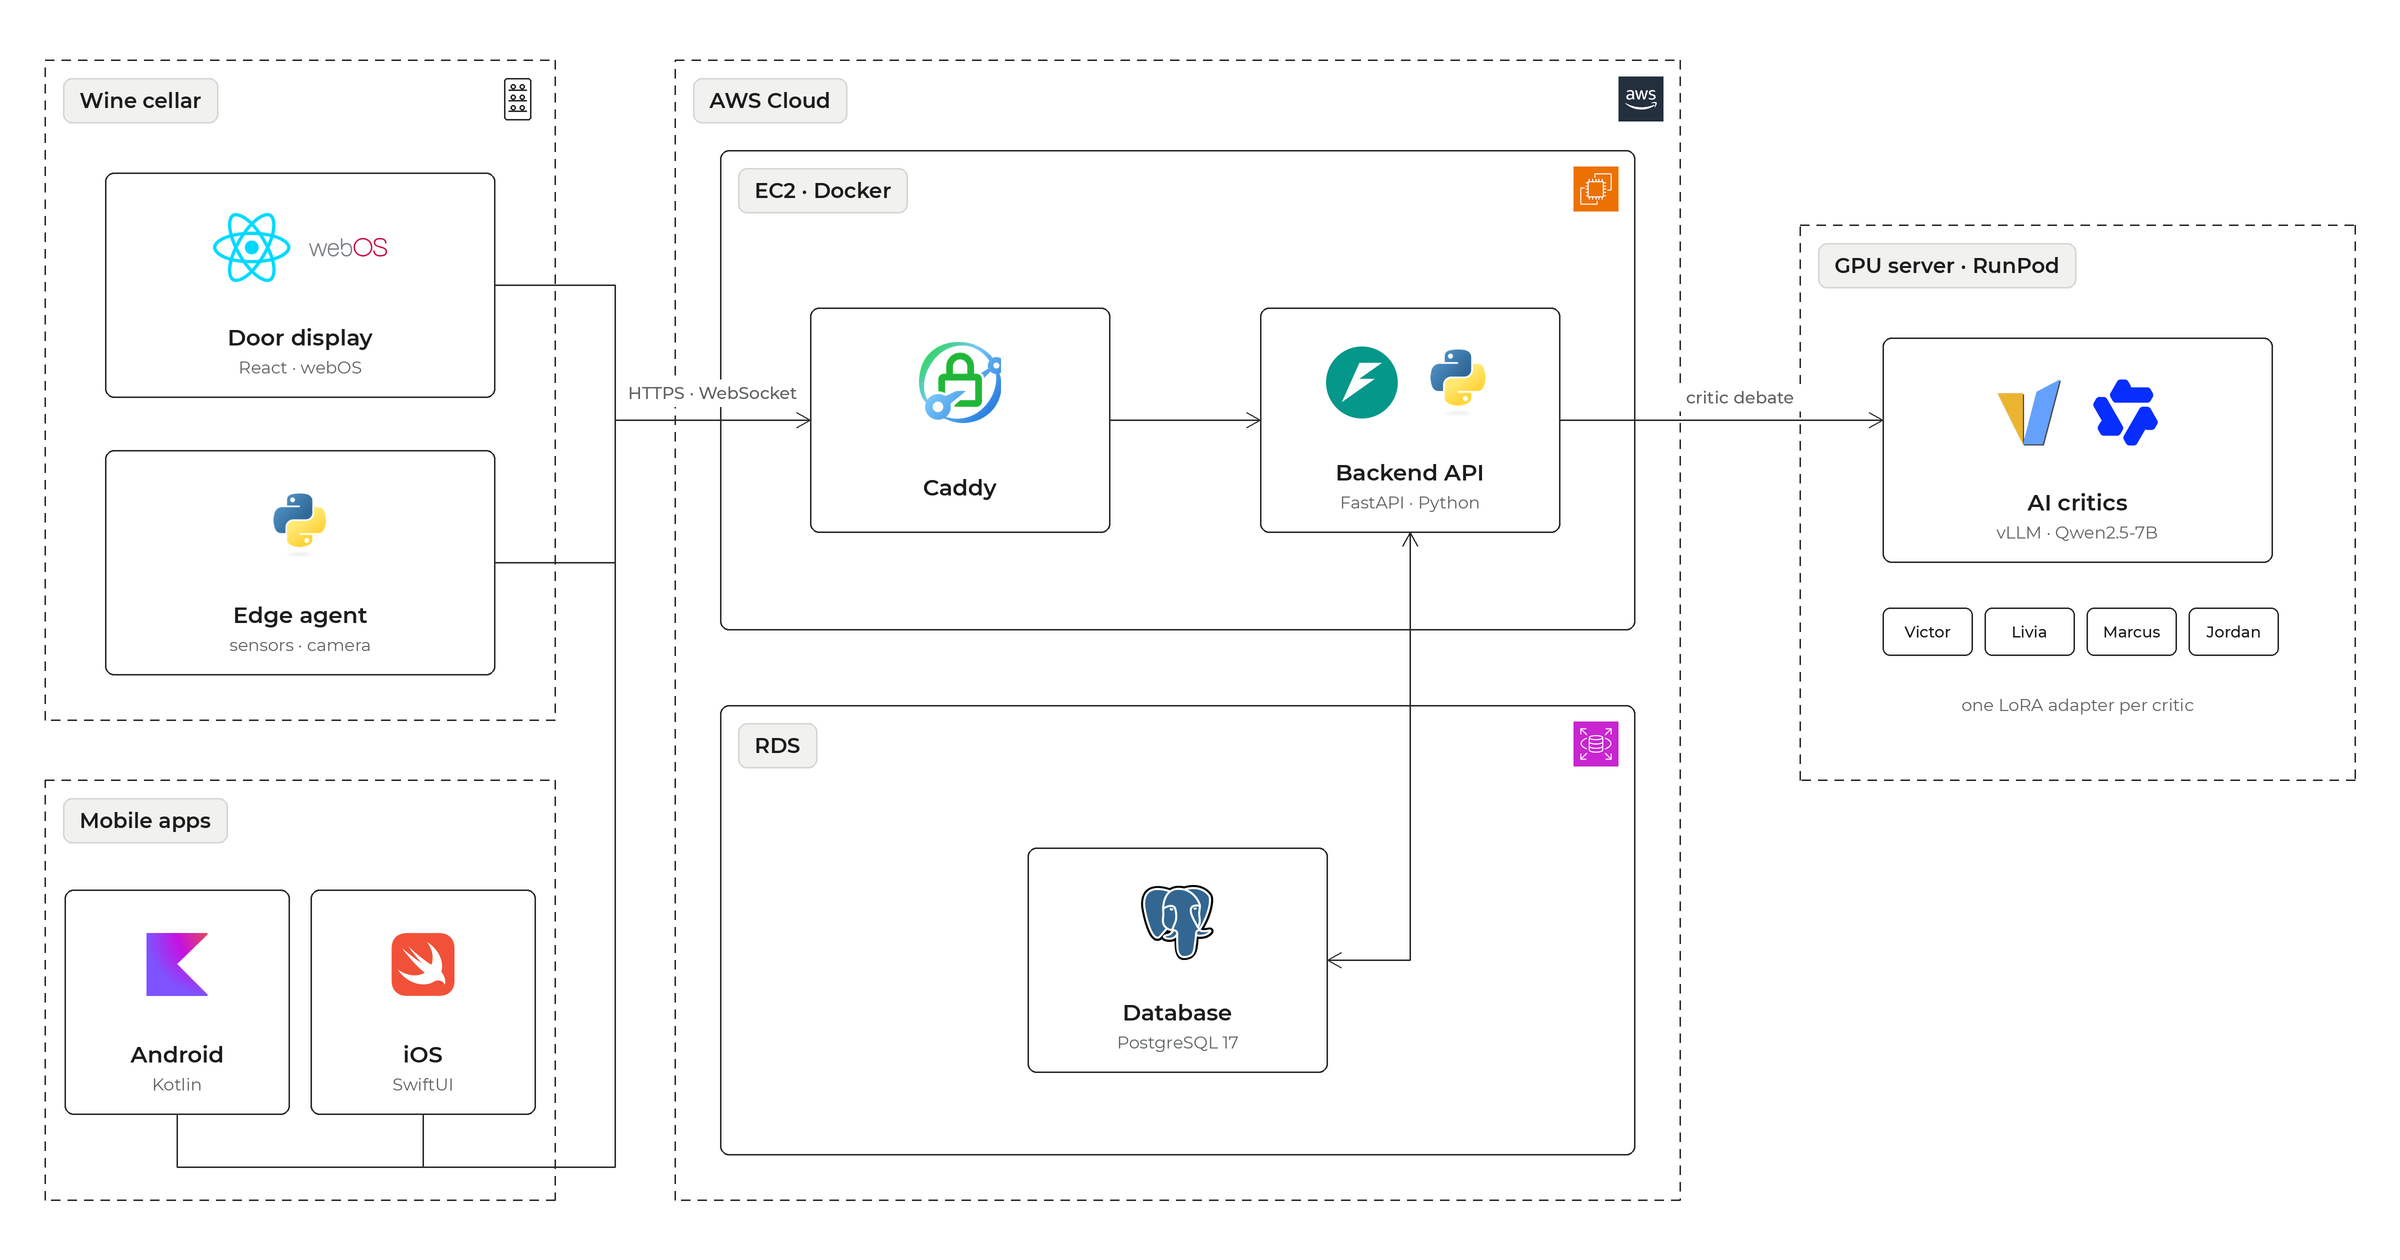 Wine cellar
webOS
Door display
React · webOS
Edge agent
sensors · camera
Mobile apps
Android
Kotlin
iOS
SwiftUI
HTTPS · WebSocket
AWS Cloud
aws
EC2 · Docker
Caddy
Backend API
FastAPI · Python
RDS
Database
PostgreSQL 17
critic debate
GPU server · RunPod
AI critics
vLLM · Qwen2.5-7B
Victor
Livia
Marcus
Jordan
one LoRA adapter per critic